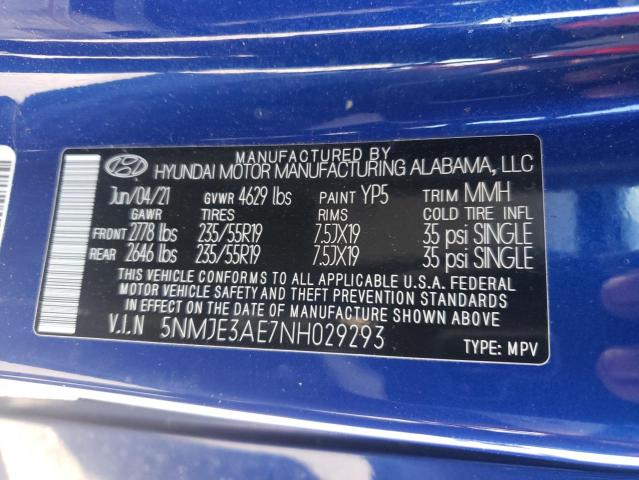 MANUFACTURED BY
HYUNDAI MOTOR MANUFACTURING ALABAMA, LLC
Jun/04/21 GVWR 4629 lbs PAINT YP5 TRIM MMH
GAWR TIRES RIMS COLD TIRE INFL
FRONT 2778 lbs 235/55R19 7.5JX19 35 psi SINGLE
REAR 2646 lbs 235/55R19 7.5JX19 35 psi SINGLE
THIS VEHICLE CONFORMS TO ALL APPLICABLE U.S.A. FEDERAL
MOTOR VEHICLE SAFETY AND THEFT PREVENTION STANDARDS
IN EFFECT ON THE DATE OF MANUFACTURE SHOWN ABOVE
V.I.N 5NMJE3AE7NH029293
TYPE: MPV